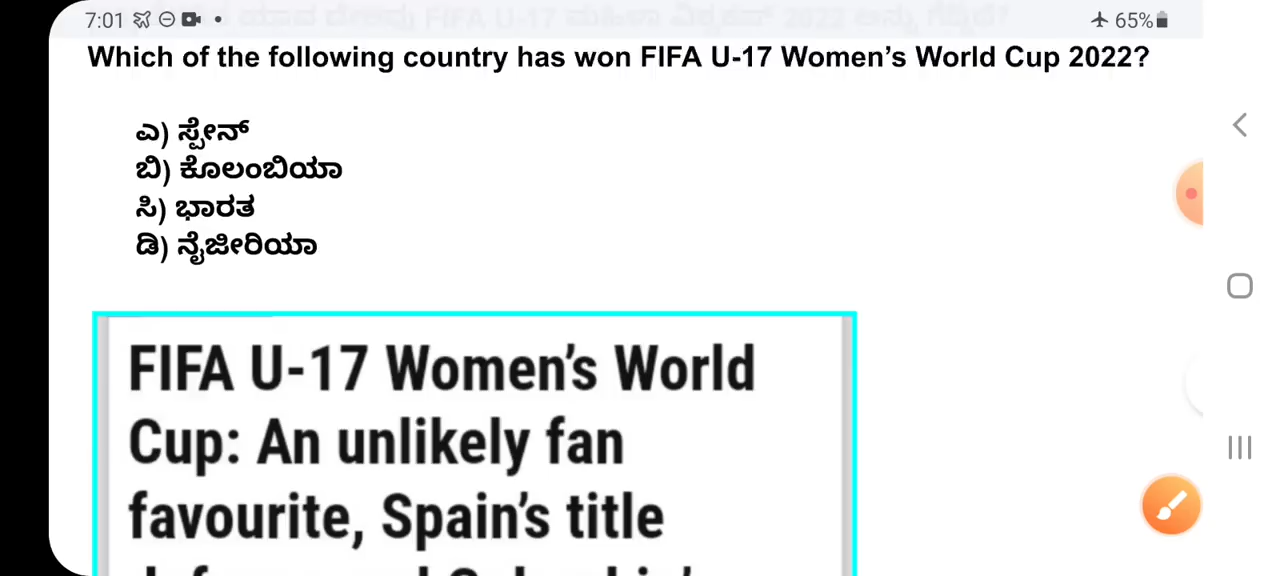 7:01
65%
Which of the following country has won FIFA U-17 Women’s World Cup 2022?
ಎ) ಸ್ಪೇನ್
ಬಿ) ಕೊಲಂಬಿಯಾ
ಸಿ) ಭಾರತ
ಡಿ) ನೈಜೀರಿಯಾ
FIFA U-17 Women’s World
Cup: An unlikely fan
favourite, Spain’s title